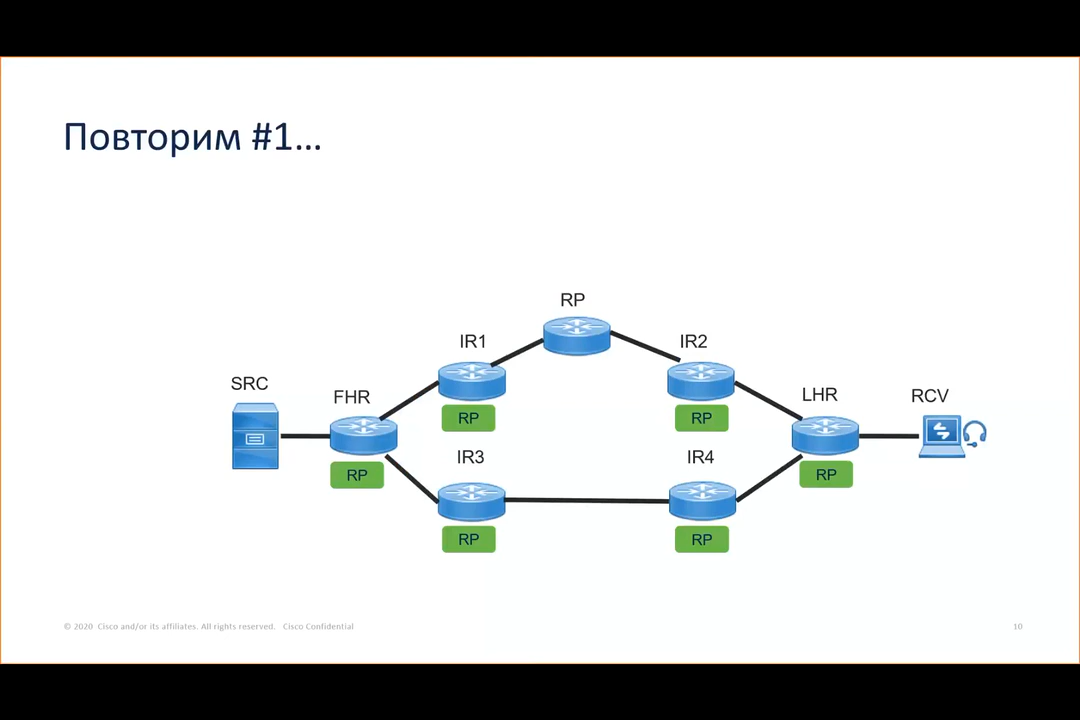 Повторим #1...
RP
IR1
IR2
SRC
FHR
LHR
RCV
RP
RP
IR3
IR4
RP
RP
RP
RP
© 2020 Cisco and/or its affiliates. All rights reserved. Cisco Confidential
10